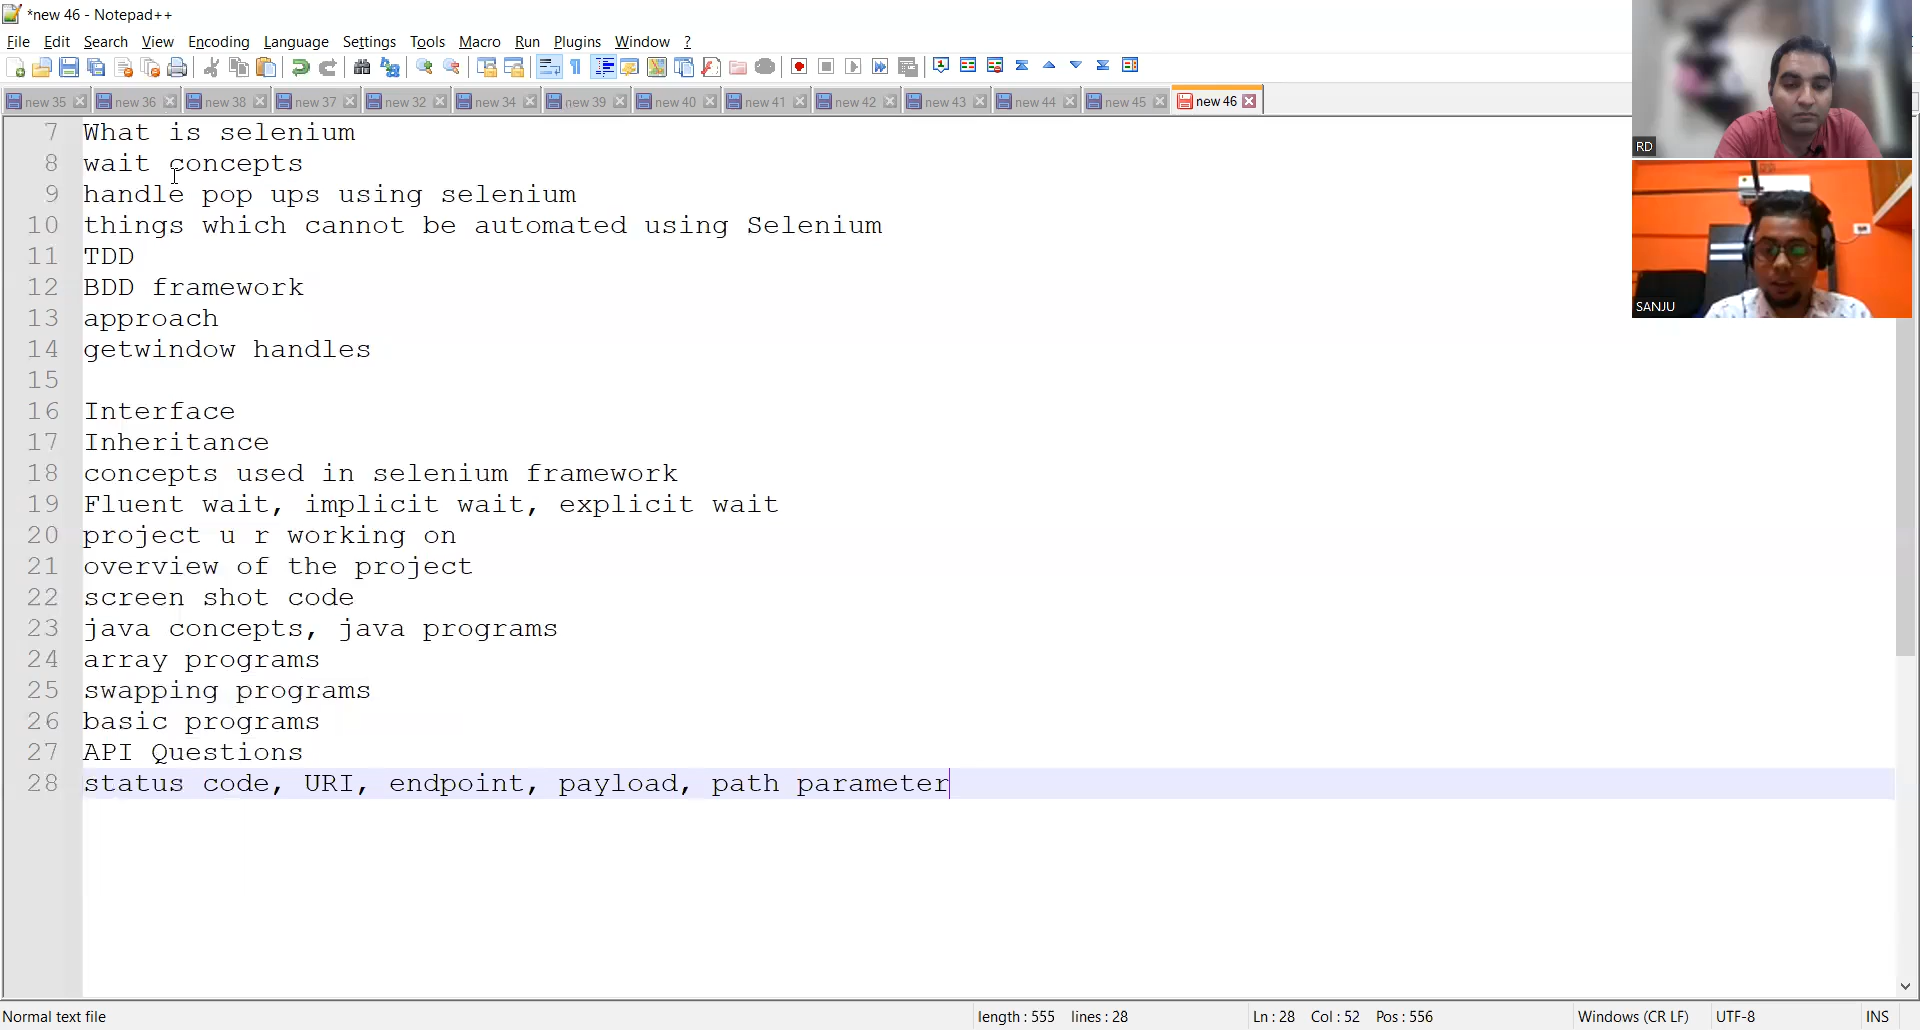 *new 46 - Notepad++
File Edit Search View Encoding Language Settings Tools Macro Run Plugins Window ?
new 35 new 36 new 38 new 37 new 32 new 34 new 39 new 40 new 41 new 42 new 43 new 44 new 45 new 46
7 What is selenium
8 wait concepts
9 handle pop ups using selenium
10 things which cannot be automated using Selenium
11 TDD
12 BDD framework
13 approach
14 getwindow handles
15
16 Interface
17 Inheritance
18 concepts used in selenium framework
19 Fluent wait, implicit wait, explicit wait
20 project u r working on
21 overview of the project
22 screen shot code
23 java concepts, java programs
24 array programs
25 swapping programs
26 basic programs
27 API Questions
28 status code, URI, endpoint, payload, path parameter
RD
SANJU
Normal text file length : 555 lines : 28 Ln : 28 Col : 52 Pos : 556 Windows (CR LF) UTF-8 INS